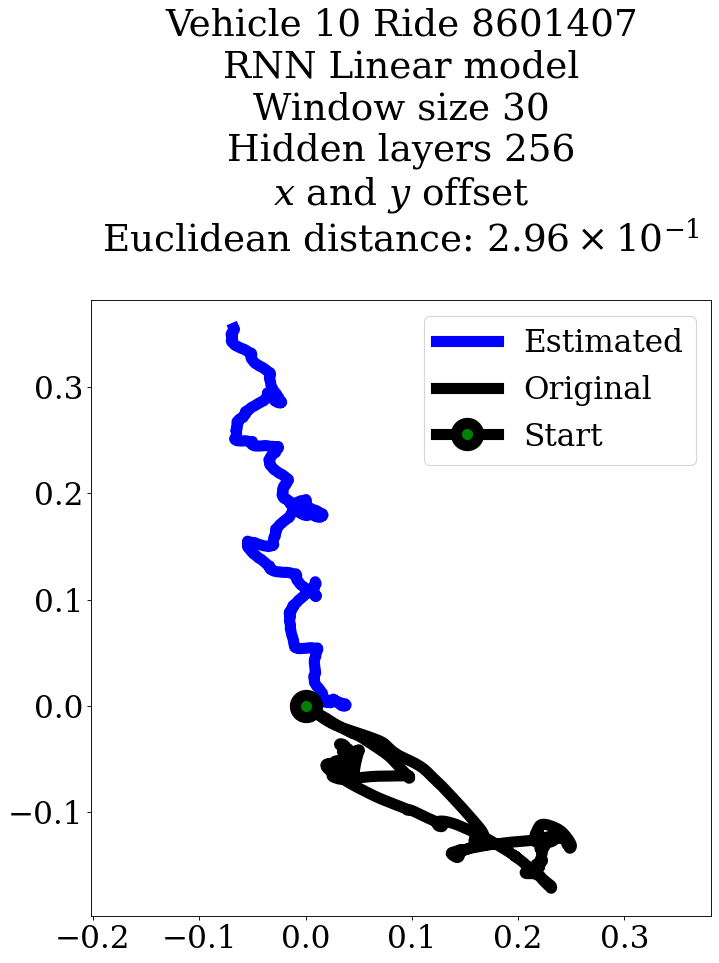 Vehicle 10 Ride 8601407
RNN Linear model
Window size 30
Hidden layers 256
x and y offset
Euclidean distance: 2.96 × 10⁻¹
Estimated
Original
Start
0.3
0.2
0.1
0.0
−0.1
−0.2
−0.1
0.0
0.1
0.2
0.3